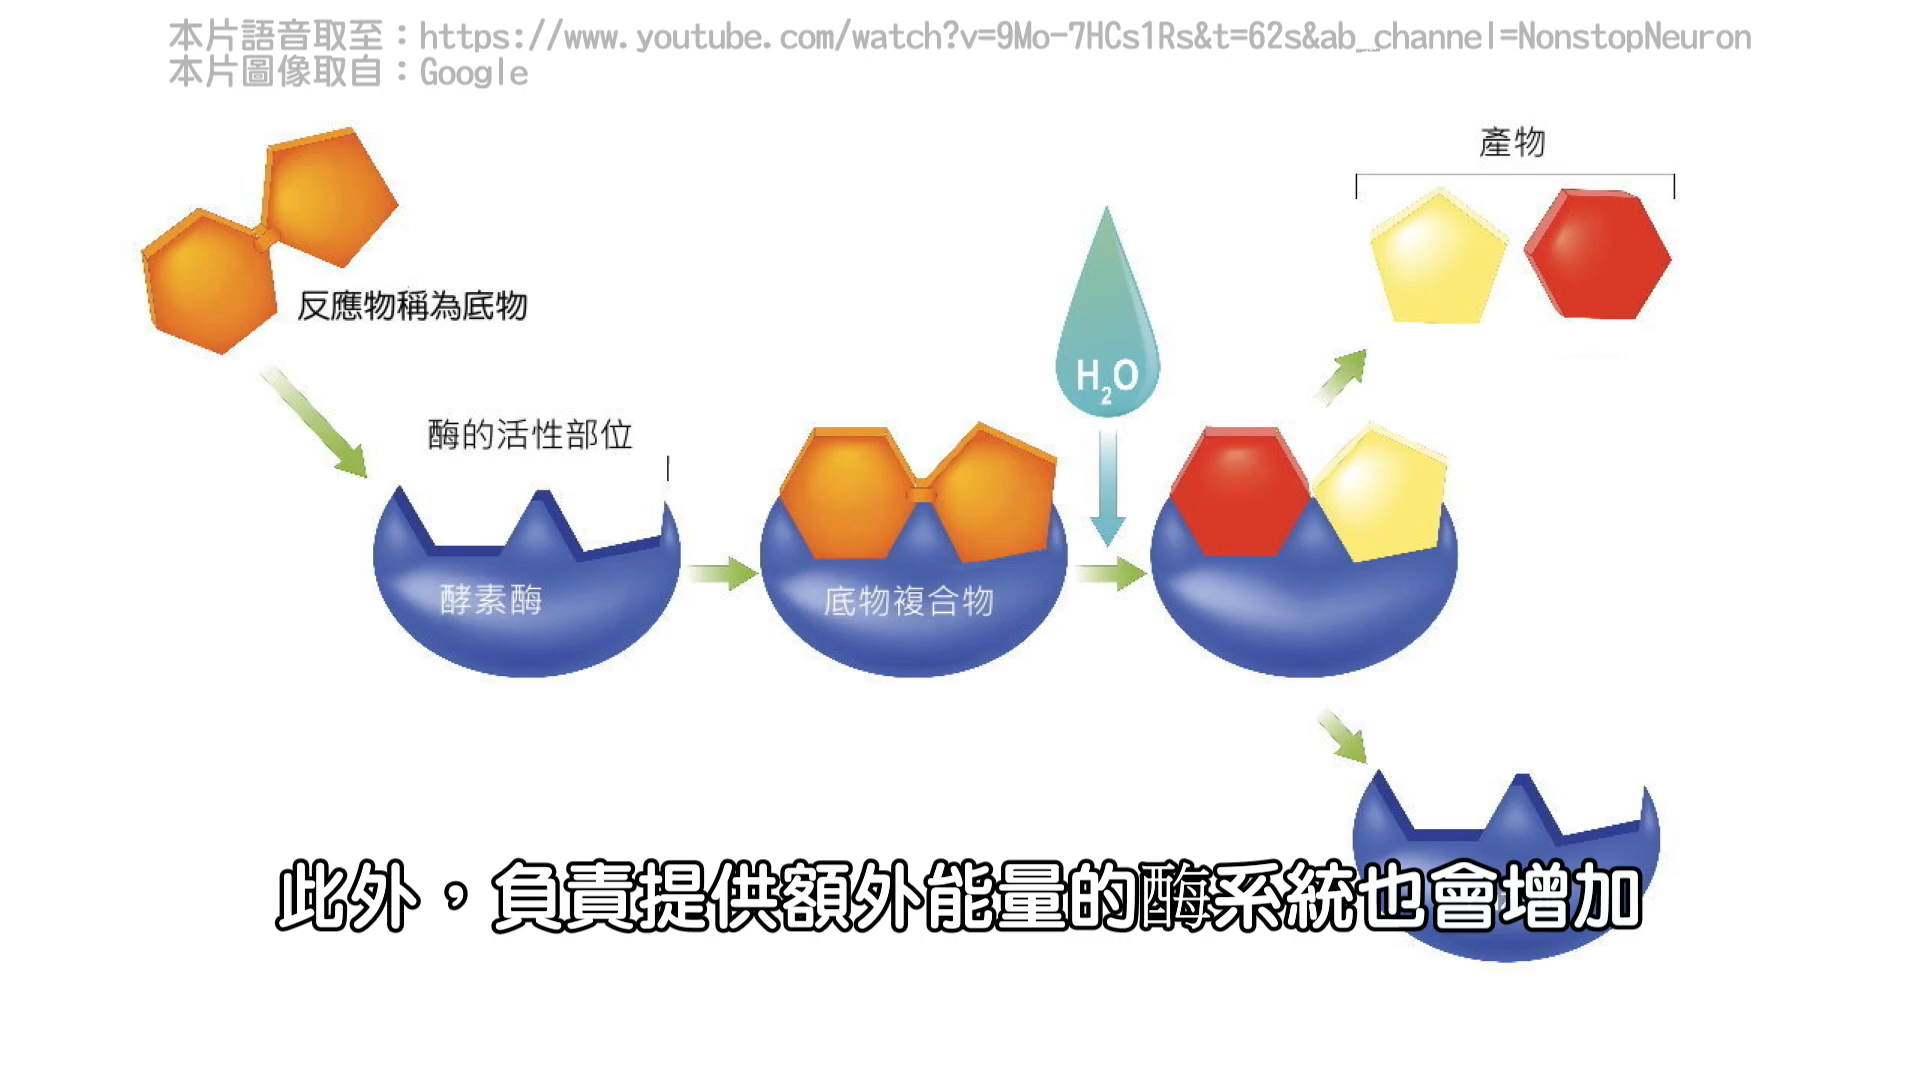 本片語音取至：https://www.youtube.com/watch?v=9Mo-7HCs1Rs&t=62s&ab_channel=NonstopNeuron
本片圖像取自：Google
產物
反應物稱為底物
H₂O
酶的活性部位
酵素酶
底物複合物
此外，負責提供額外能量的酶系統也會增加